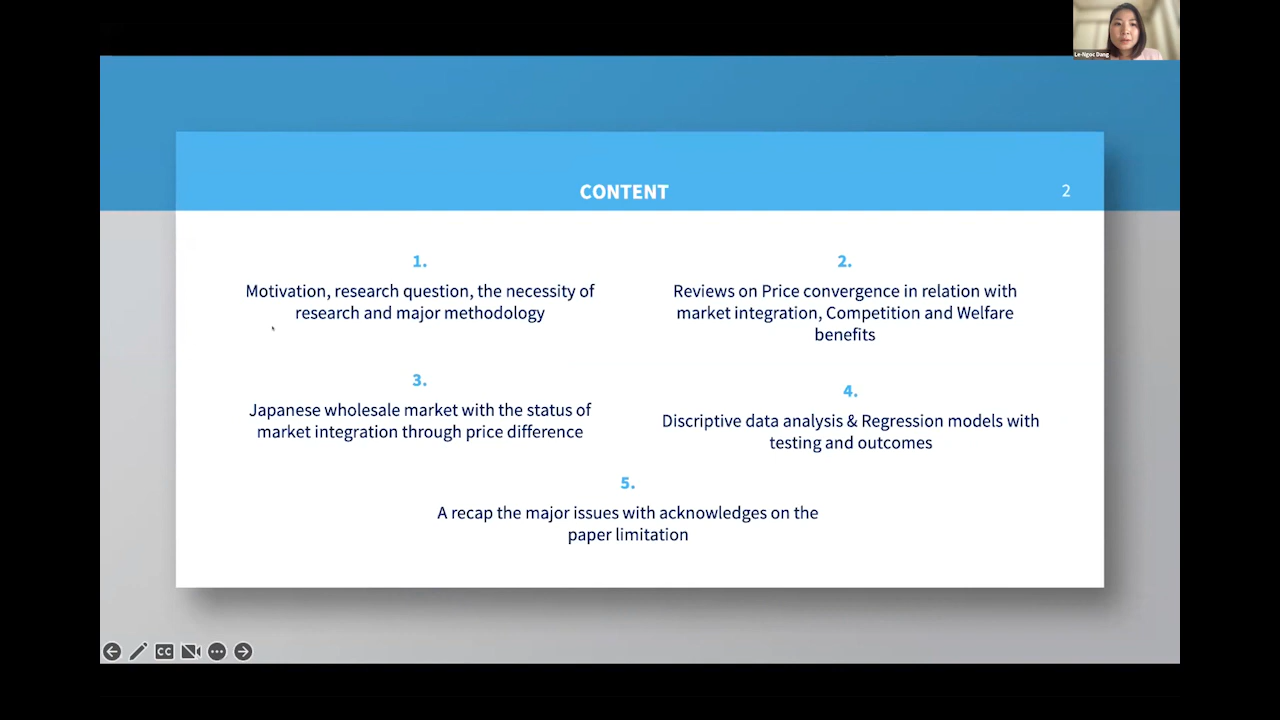 Le-Ngoc Dang
CONTENT
2
1.
Motivation, research question, the necessity of
research and major methodology
2.
Reviews on Price convergence in relation with
market integration, Competition and Welfare
benefits
3.
Japanese wholesale market with the status of
market integration through price difference
4.
Discriptive data analysis & Regression models with
testing and outcomes
5.
A recap the major issues with acknowledges on the
paper limitation
CC